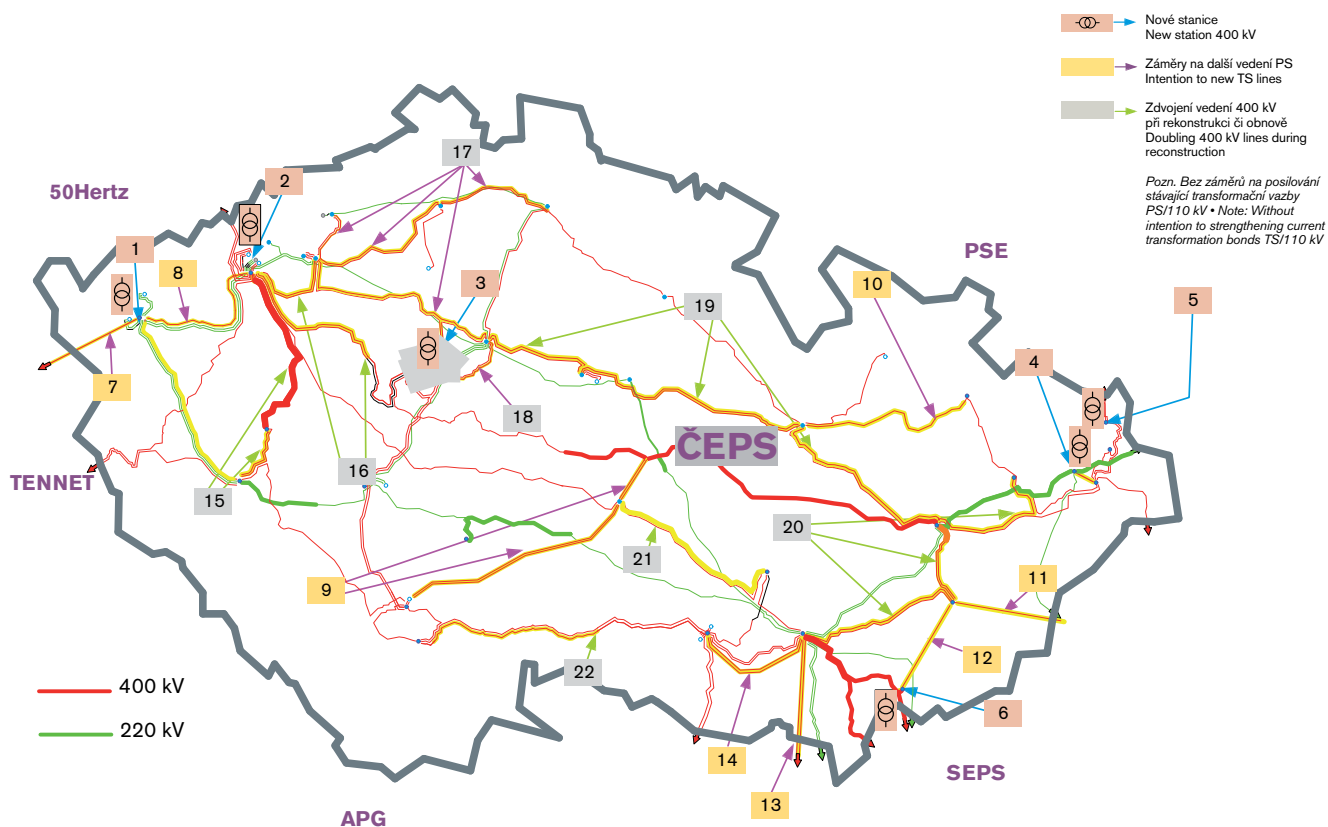 Nové stanice
New station 400 kV
Záměry na další vedení PS
Intention to new TS lines
Zdvojení vedení 400 kV
při rekonstrukci či obnově
Doubling 400 kV lines during
reconstruction
Pozn. Bez záměrů na posilování
stávající transformační vazby
PS/110 kV • Note: Without
intention to strengthening current
transformation bonds TS/110 kV
17
50Hertz
2
1
8
PSE
3
10
5
19
4
7
18
ČEPS
TENNET
16
15
20
21
9
11
12
22
400 kV
6
220 kV
14
SEPS
13
APG